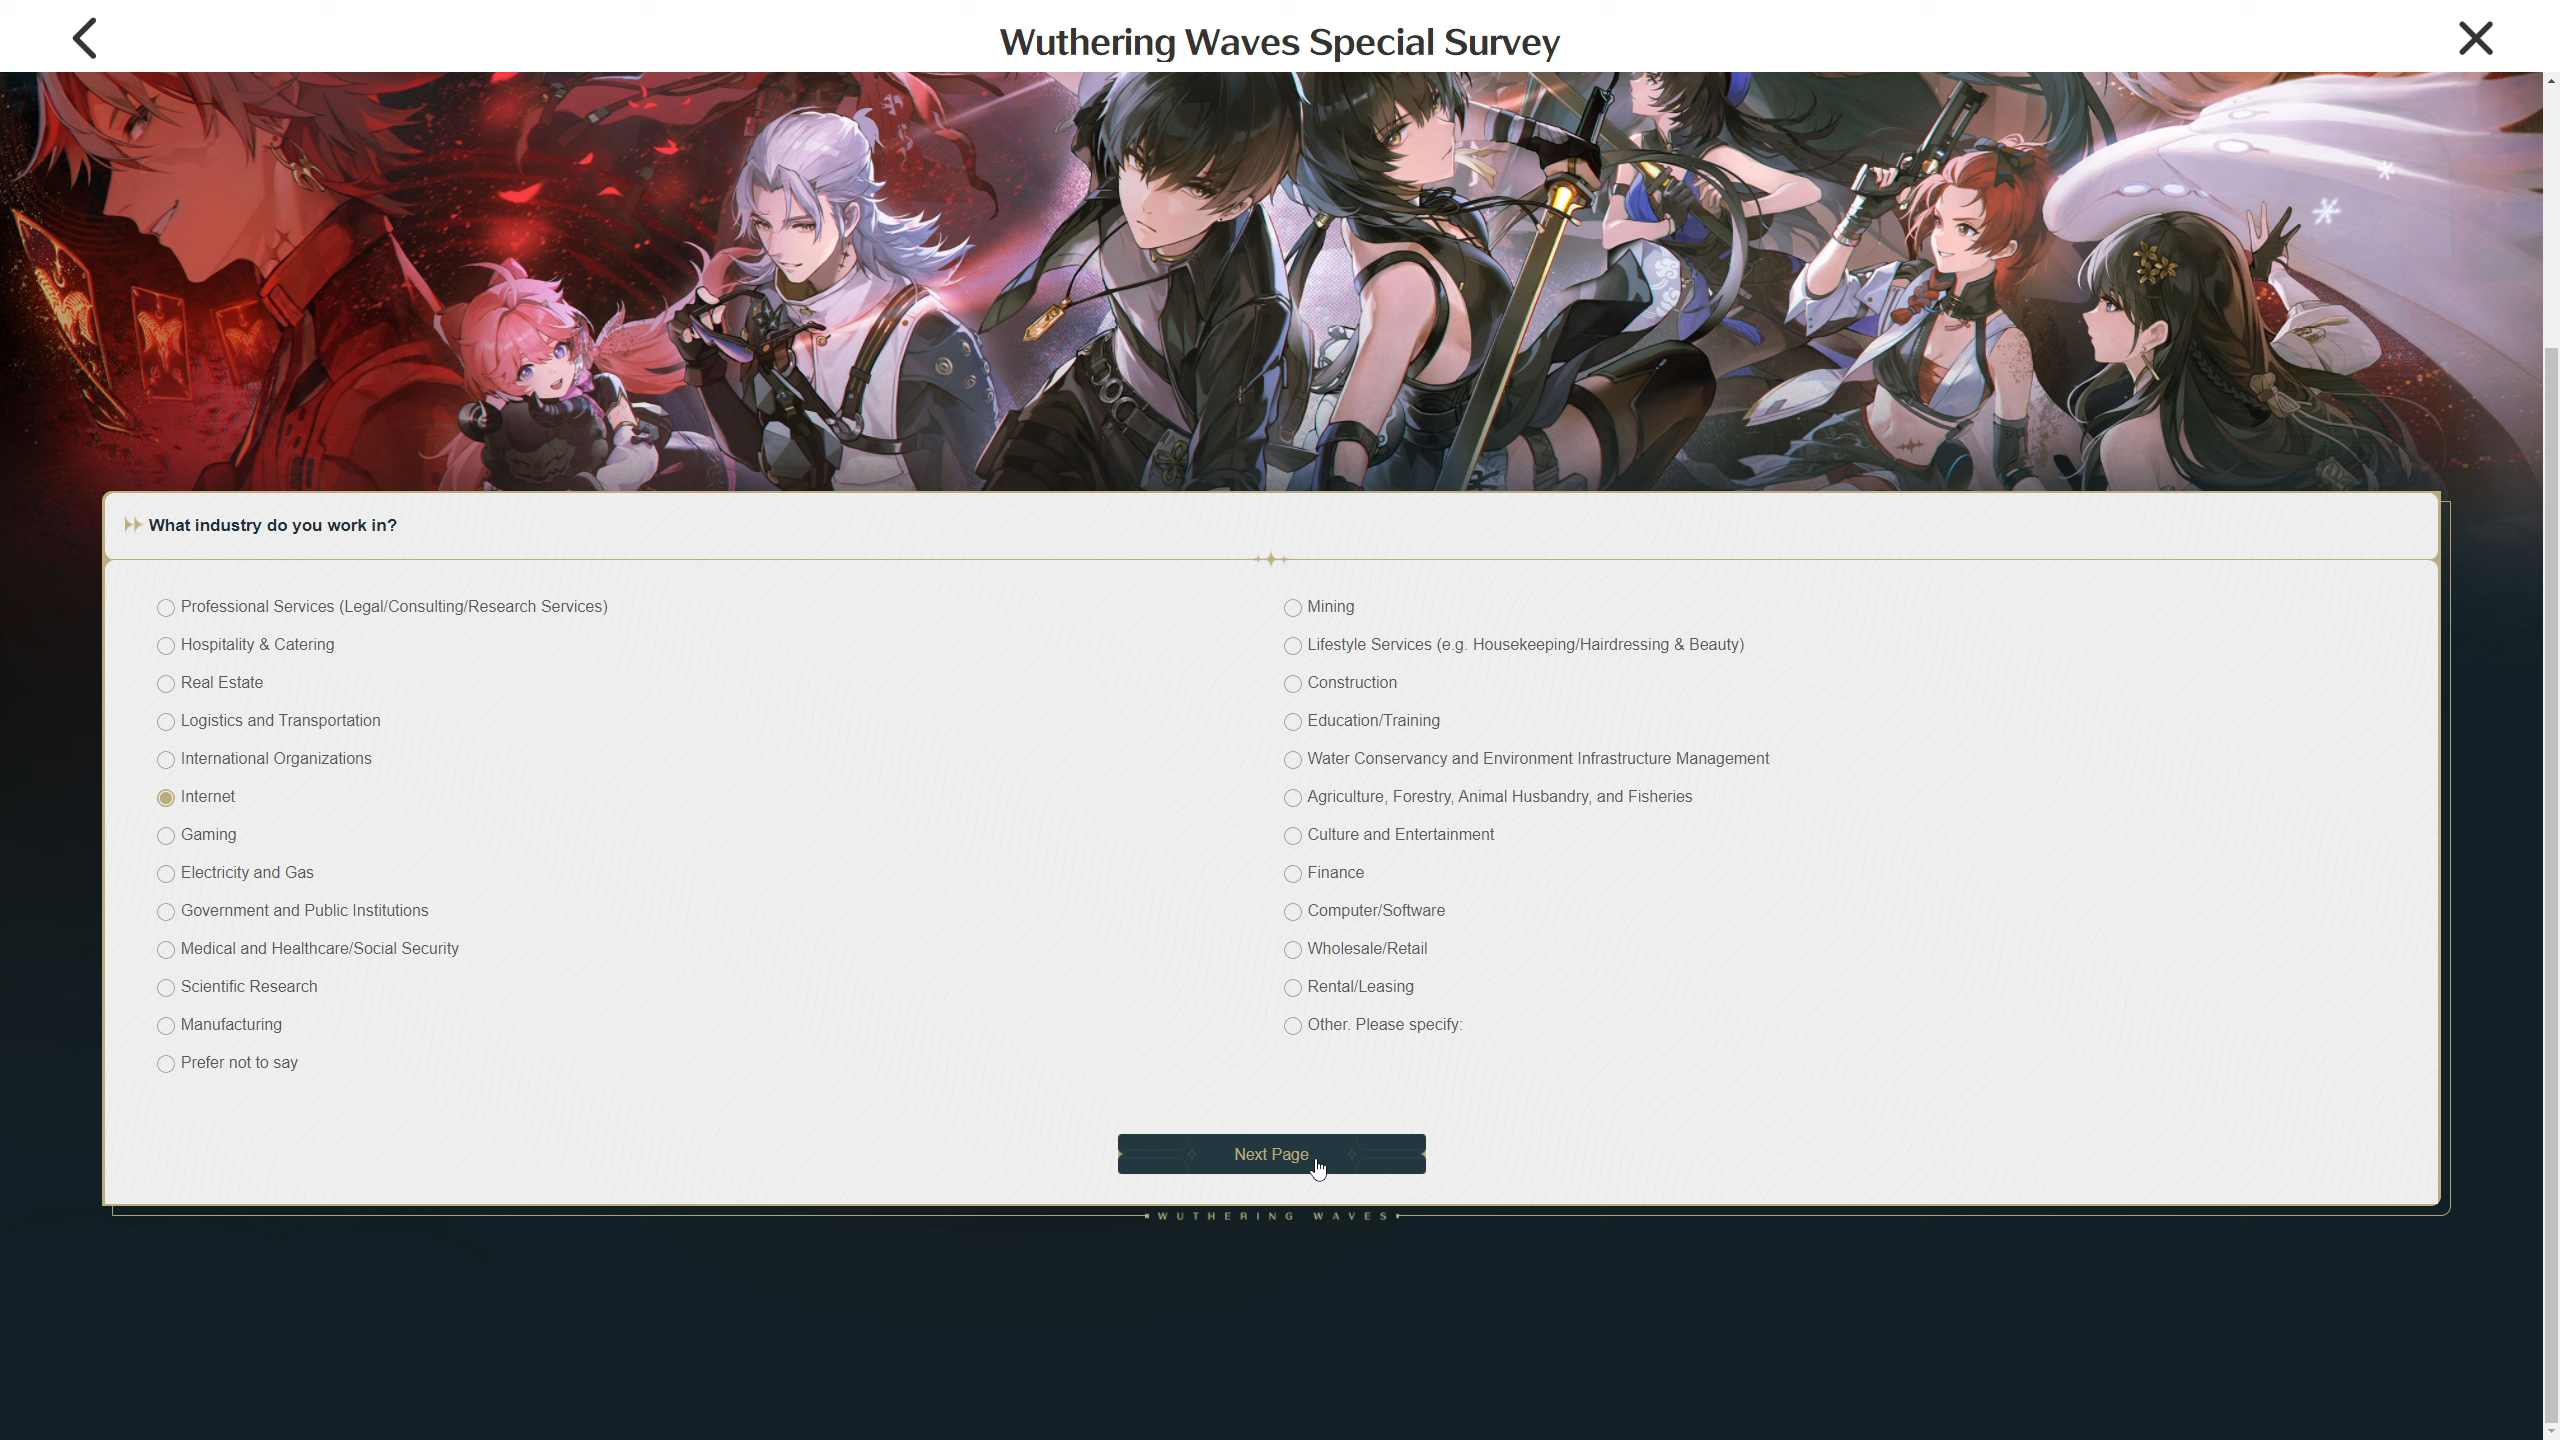 Wuthering Waves Special Survey
What industry do you work in?
Professional Services (Legal/Consulting/Research Services)
Hospitality & Catering
Real Estate
Logistics and Transportation
International Organizations
Internet
Gaming
Electricity and Gas
Government and Public Institutions
Medical and Healthcare/Social Security
Scientific Research
Manufacturing
Prefer not to say
Mining
Lifestyle Services (e.g. Housekeeping/Hairdressing & Beauty)
Construction
Education/Training
Water Conservancy and Environment Infrastructure Management
Agriculture, Forestry, Animal Husbandry, and Fisheries
Culture and Entertainment
Finance
Computer/Software
Wholesale/Retail
Rental/Leasing
Other. Please specify:
Next Page
WUTHERING WAVES